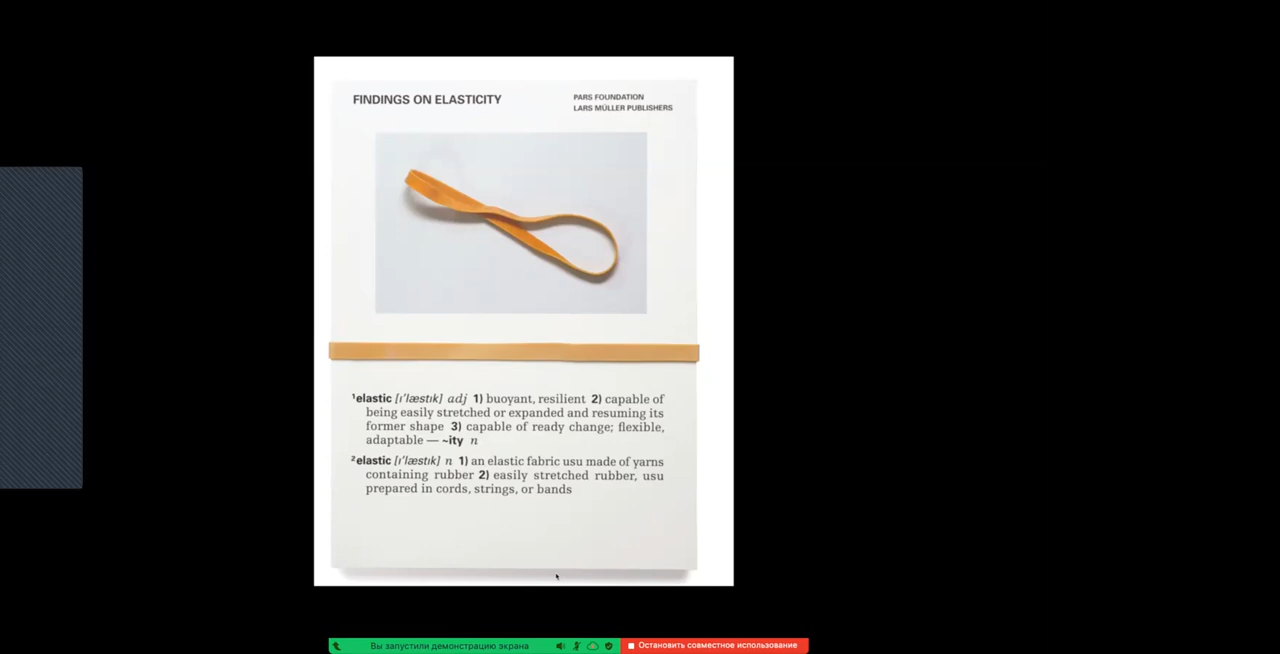 FINDINGS ON ELASTICITY
PARS FOUNDATION
LARS MÜLLER PUBLISHERS
¹elastic [ı'læstık] adj 1) buoyant, resilient 2) capable of
being easily stretched or expanded and resuming its
former shape 3) capable of ready change; flexible,
adaptable — ~ity n
²elastic [ı'læstık] n 1) an elastic fabric usu made of yarns
containing rubber 2) easily stretched rubber, usu
prepared in cords, strings, or bands
Вы запустили демонстрацию экрана
Остановить совместное использование